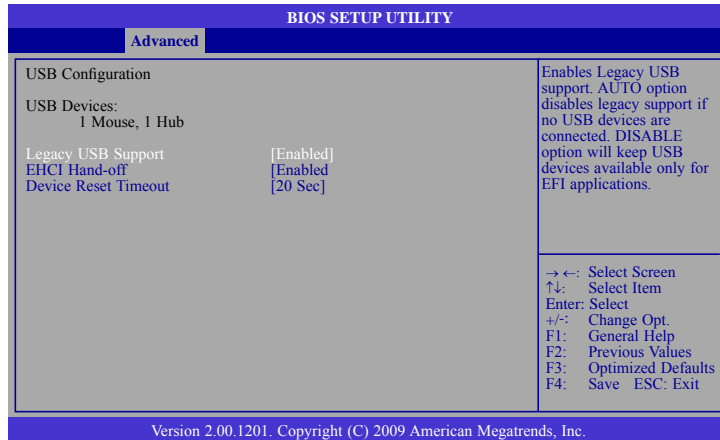 BIOS SETUP UTILITY
Advanced
USB Configuration
USB Devices:
1 Mouse, 1 Hub
Legacy USB Support [Enabled]
EHCI Hand-off [Enabled
Device Reset Timeout [20 Sec]
Enables Legacy USB
support. AUTO option
disables legacy support if
no USB devices are
connected. DISABLE
option will keep USB
devices available only for
EFI applications.
→ ←: Select Screen
↑↓: Select Item
Enter: Select
+/-: Change Opt.
F1: General Help
F2: Previous Values
F3: Optimized Defaults
F4: Save ESC: Exit
Version 2.00.1201. Copyright (C) 2009 American Megatrends, Inc.